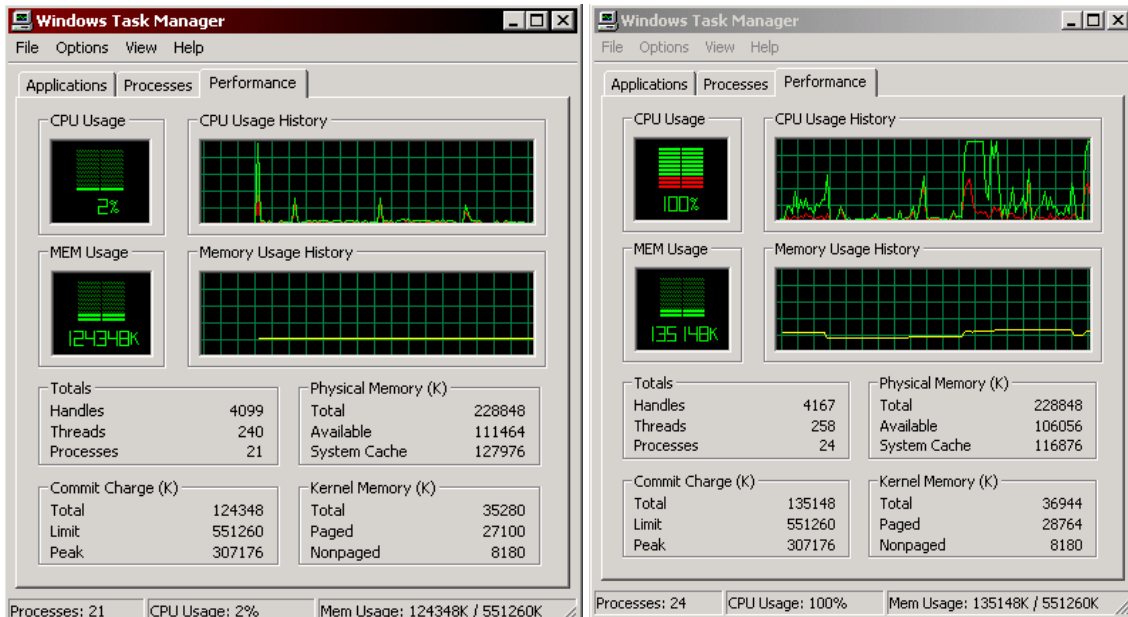 Windows Task Manager
File Options View Help
Applications Processes Performance
CPU Usage CPU Usage History
2%
MEM Usage Memory Usage History
124348K
Totals Physical Memory (K)
Handles 4099 Total 228848
Threads 240 Available 111464
Processes 21 System Cache 127976
Commit Charge (K) Kernel Memory (K)
Total 124348 Total 35280
Limit 551260 Paged 27100
Peak 307176 Nonpaged 8180
Processes: 21 CPU Usage: 2% Mem Usage: 124348K / 551260K
Windows Task Manager
File Options View Help
Applications Processes Performance
CPU Usage CPU Usage History
100%
MEM Usage Memory Usage History
135148K
Totals Physical Memory (K)
Handles 4167 Total 228848
Threads 258 Available 106056
Processes 24 System Cache 116876
Commit Charge (K) Kernel Memory (K)
Total 135148 Total 36944
Limit 551260 Paged 28764
Peak 307176 Nonpaged 8180
Processes: 24 CPU Usage: 100% Mem Usage: 135148K / 551260K